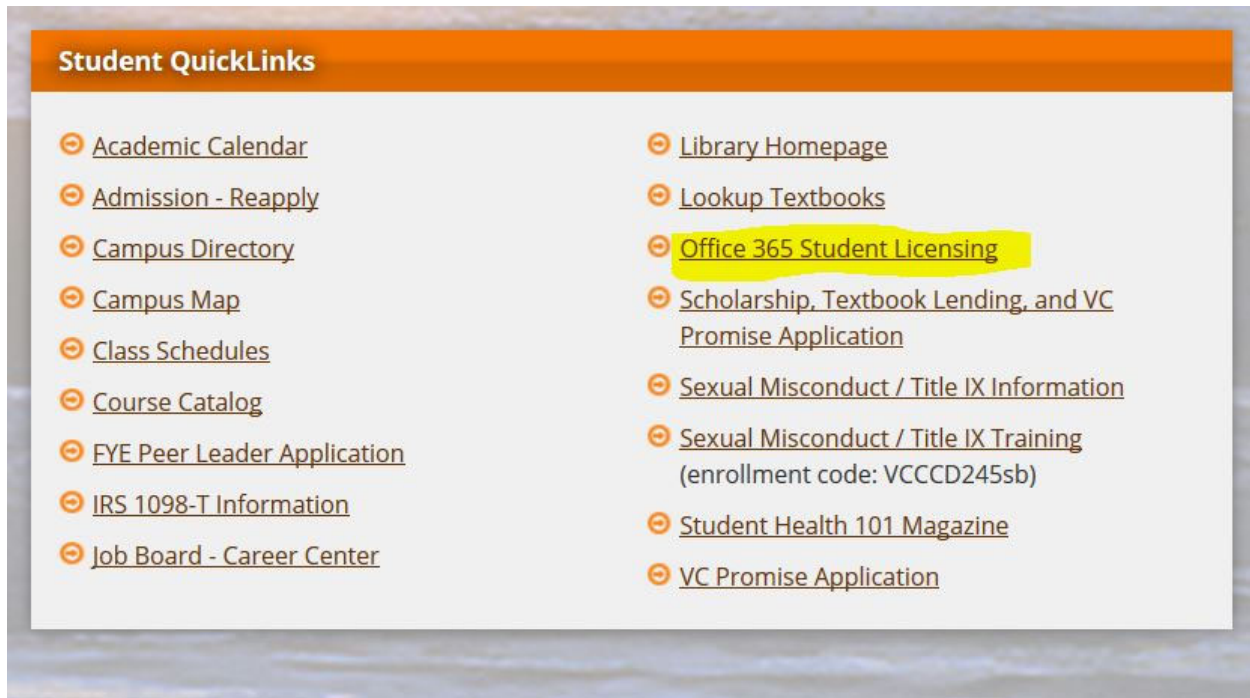 Student QuickLinks
Academic Calendar
Admission - Reapply
Campus Directory
Campus Map
Class Schedules
Course Catalog
FYE Peer Leader Application
IRS 1098-T Information
Job Board - Career Center
Library Homepage
Lookup Textbooks
Office 365 Student Licensing
Scholarship, Textbook Lending, and VC
Promise Application
Sexual Misconduct / Title IX Information
Sexual Misconduct / Title IX Training
(enrollment code: VCCCD245sb)
Student Health 101 Magazine
VC Promise Application